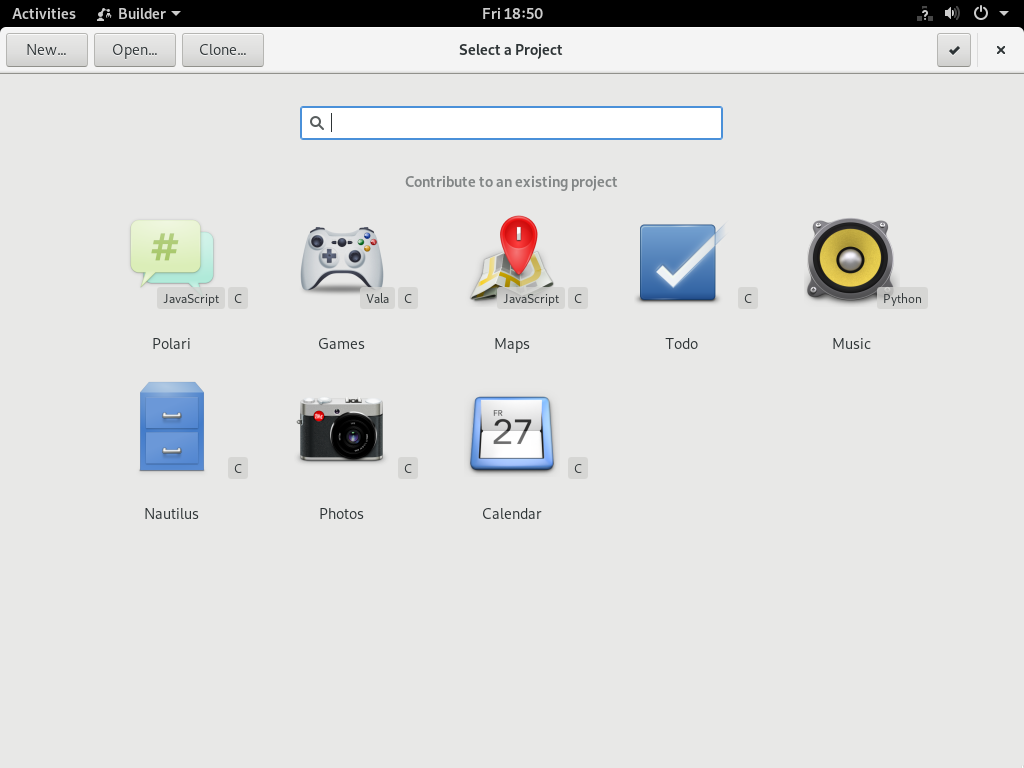 Activities Builder Fri 18:50
New... Open... Clone... Select a Project
Contribute to an existing project
#
JavaScript C Vala C JavaScript C C Python
Polari Games Maps Todo Music
FR
27
C C C
Nautilus Photos Calendar